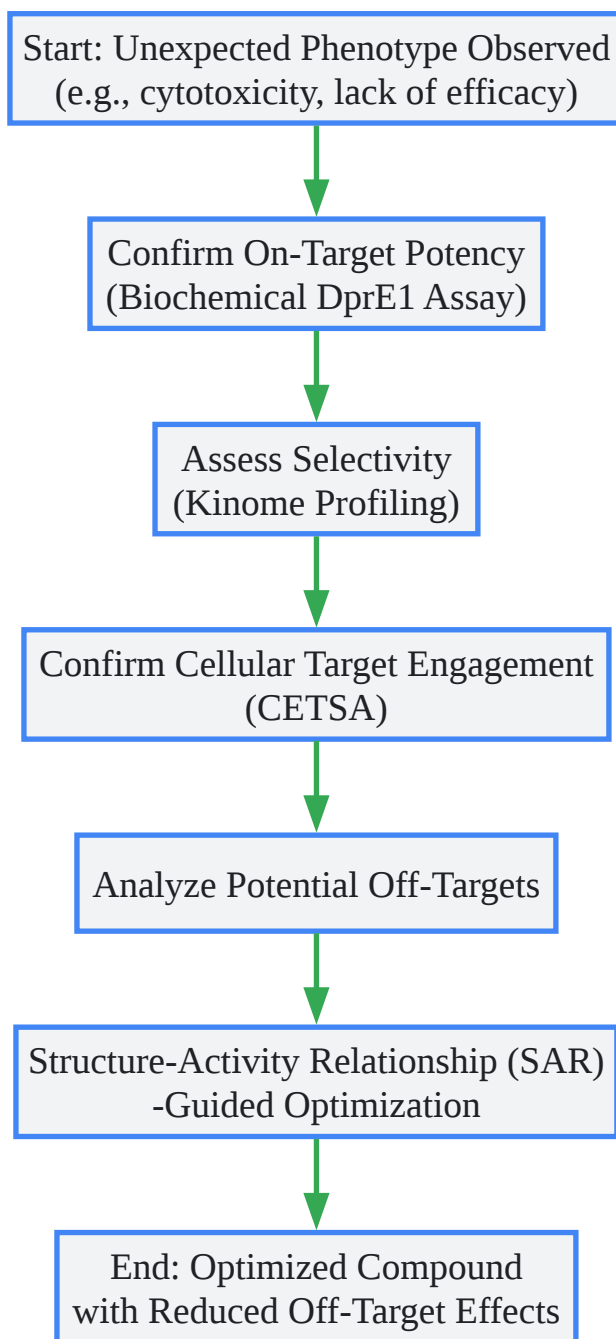 Start: Unexpected Phenotype Observed
(e.g., cytotoxicity, lack of efficacy)
Confirm On-Target Potency
(Biochemical DprE1 Assay)
Assess Selectivity
(Kinome Profiling)
Confirm Cellular Target Engagement
(CETSA)
Analyze Potential Off-Targets
Structure-Activity Relationship (SAR)
-Guided Optimization
End: Optimized Compound
with Reduced Off-Target Effects